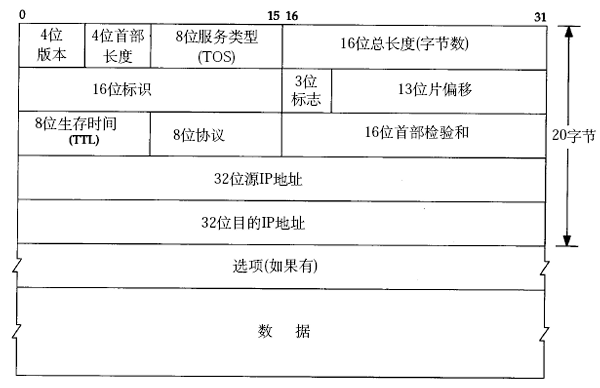 0 15 16 31
4位 4位首部 8位服务类型 16位总长度(字节数)
版本 长度 (TOS)
16位标识 3位 13位片偏移
标志
8位生存时间 8位协议 16位首部检验和
(TTL)
20字节
32位源IP地址
32位目的IP地址
选项(如果有)
数 据